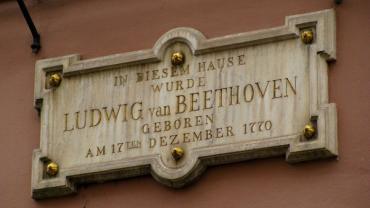 IN DIESEM HAUSE
WURDE
LUDWIG van BEETHOVEN
GEBOREN
AM 17TEN DEZEMBER 1770